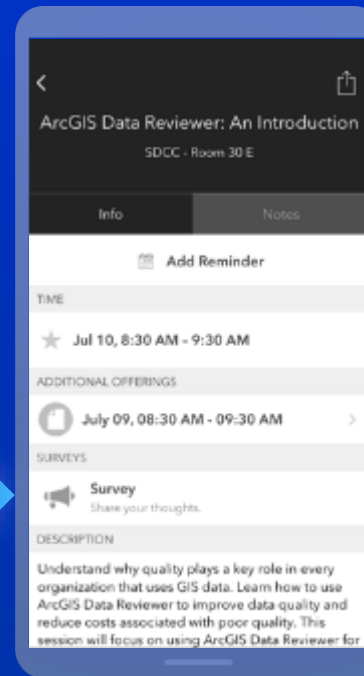 ArcGIS Data Reviewer: An Introduction
SDCC - Room 30 E
Info
Notes
Add Reminder
TIME
Jul 10, 8:30 AM - 9:30 AM
ADDITIONAL OFFERINGS
July 09, 08:30 AM - 09:30 AM
SURVEYS
Survey
Share your thoughts.
DESCRIPTION
Understand why quality plays a key role in every
organization that uses GIS data. Learn how to use
ArcGIS Data Reviewer to improve data quality and
reduce costs associated with poor quality. This
session will focus on using ArcGIS Data Reviewer for